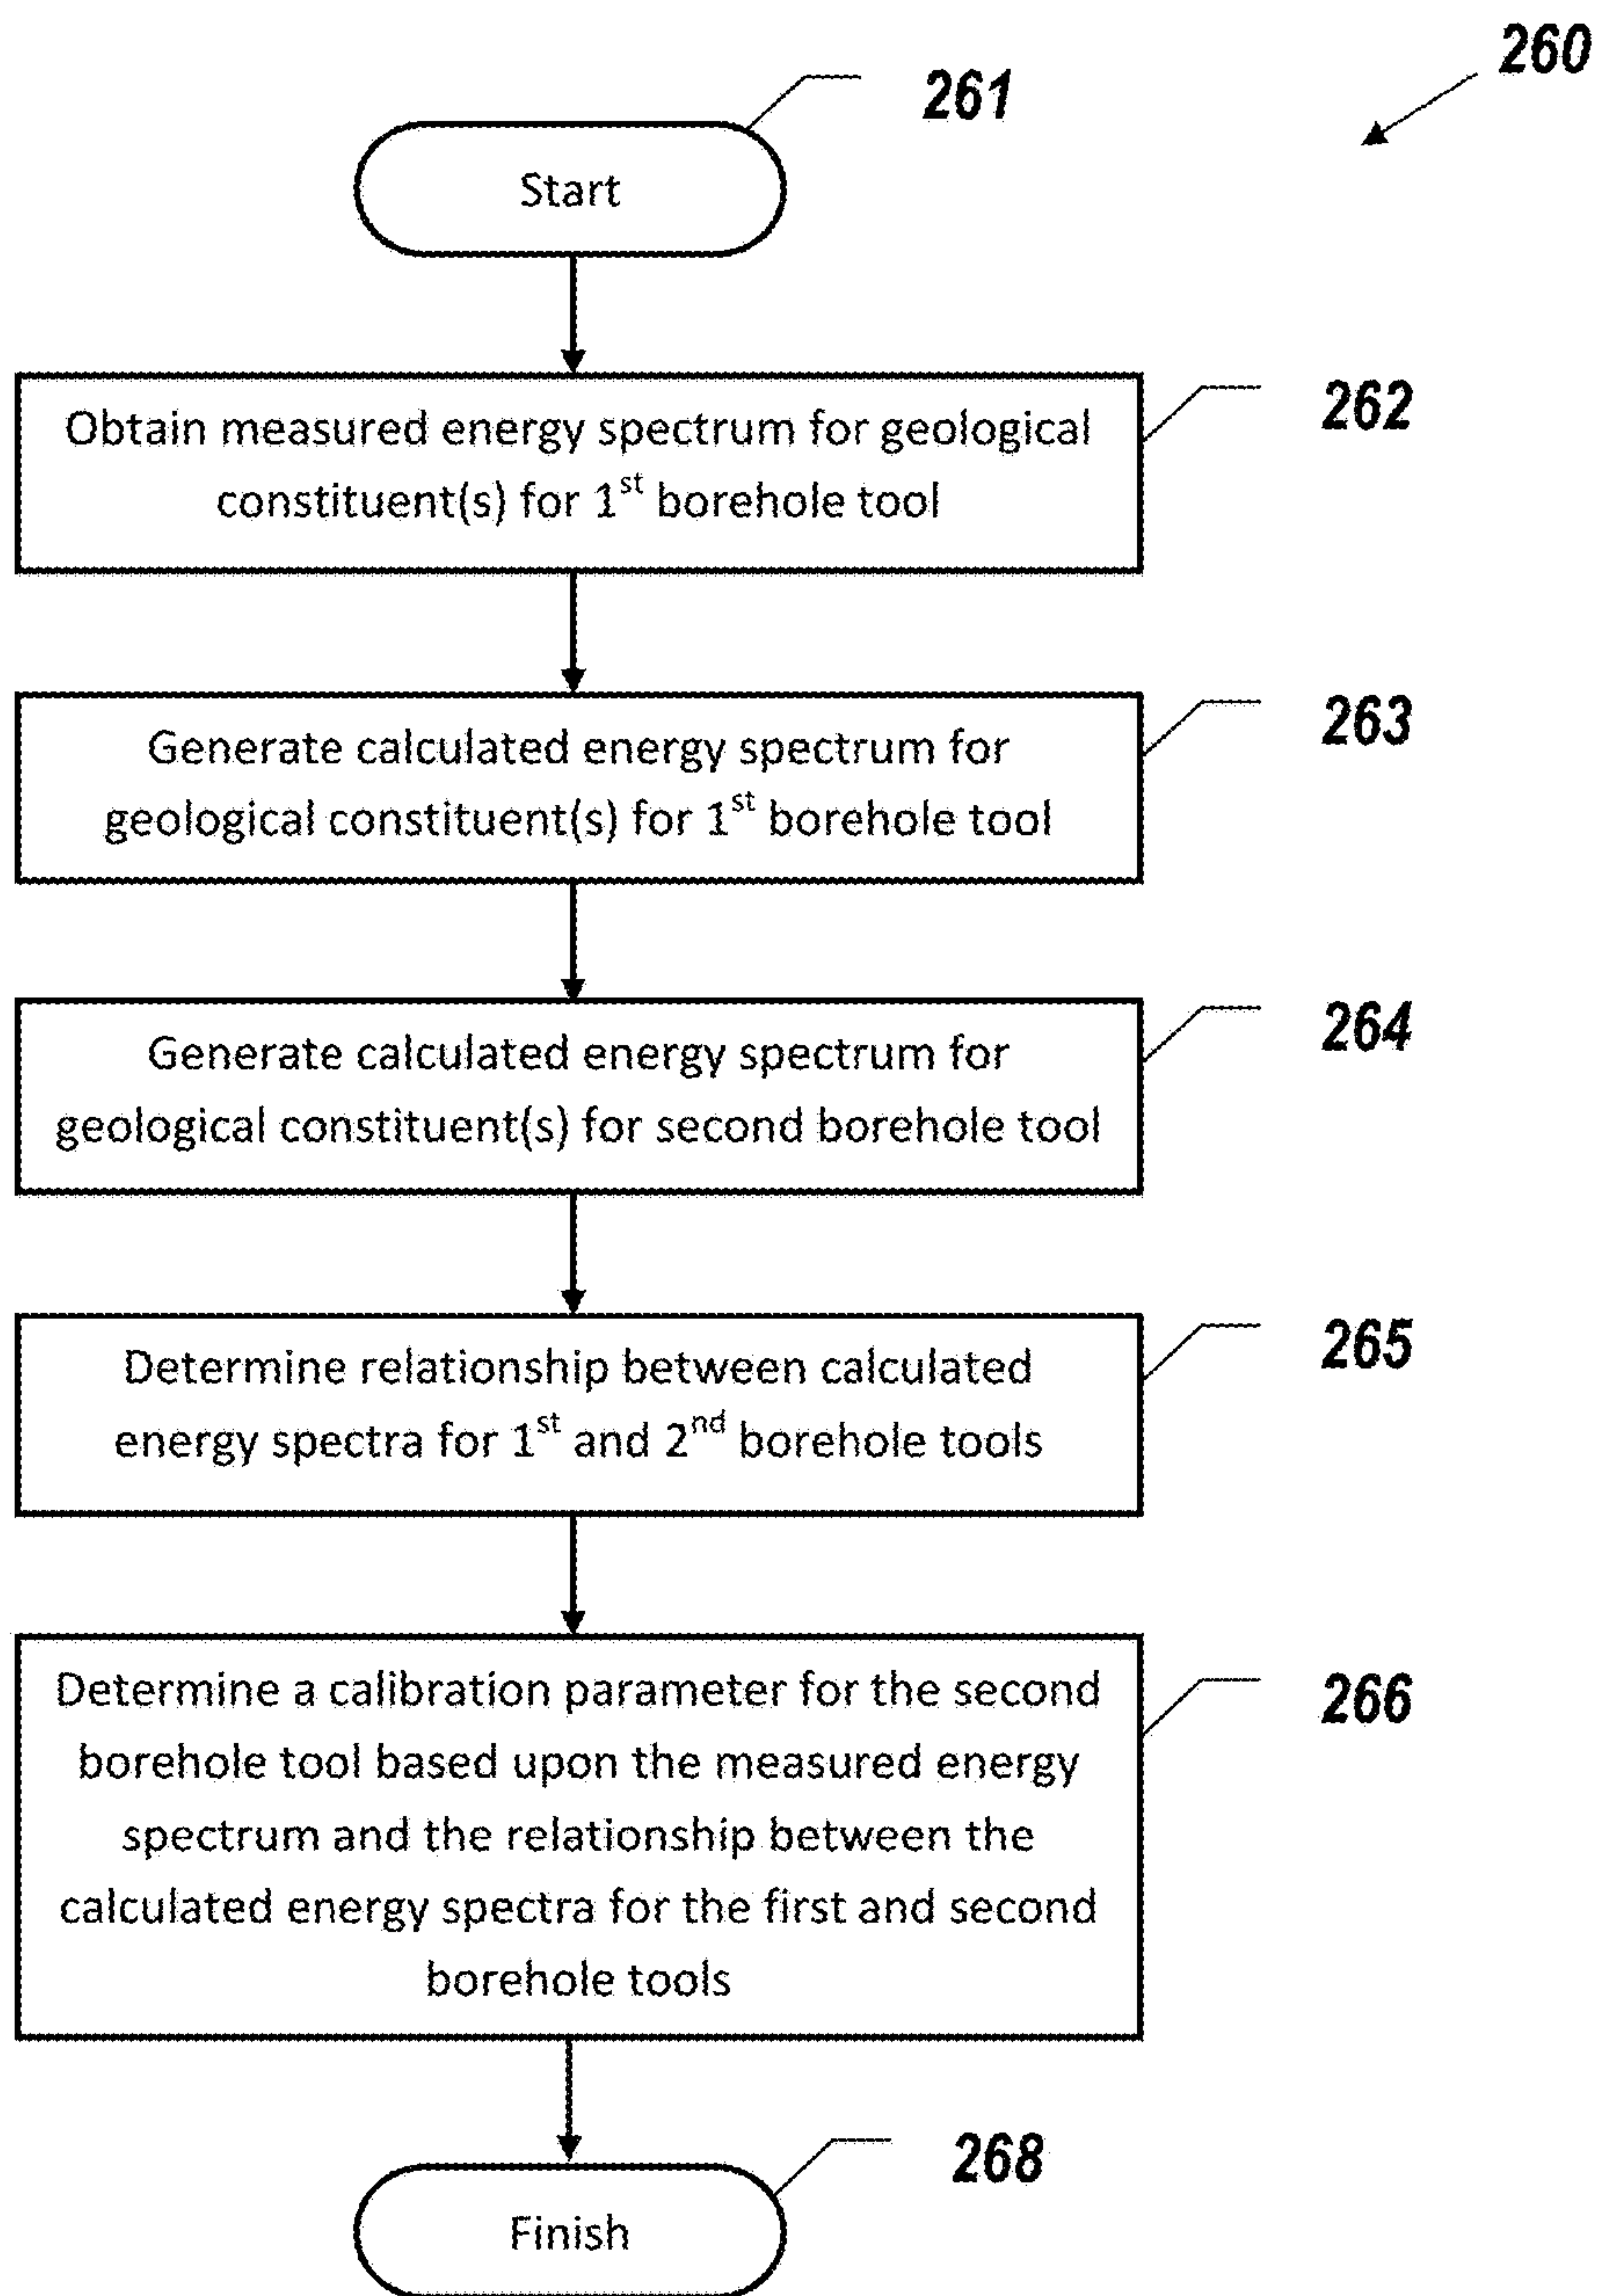 260
261
Start
262
Obtain measured energy spectrum for geological
constituent(s) for 1st borehole tool
263
Generate calculated energy spectrum for
geological constituent(s) for 1st borehole tool
264
Generate calculated energy spectrum for
geological constituent(s) for second borehole tool
265
Determine relationship between calculated
energy spectra for 1st and 2nd borehole tools
266
Determine a calibration parameter for the second
borehole tool based upon the measured energy
spectrum and the relationship between the
calculated energy spectra for the first and second
borehole tools
268
Finish